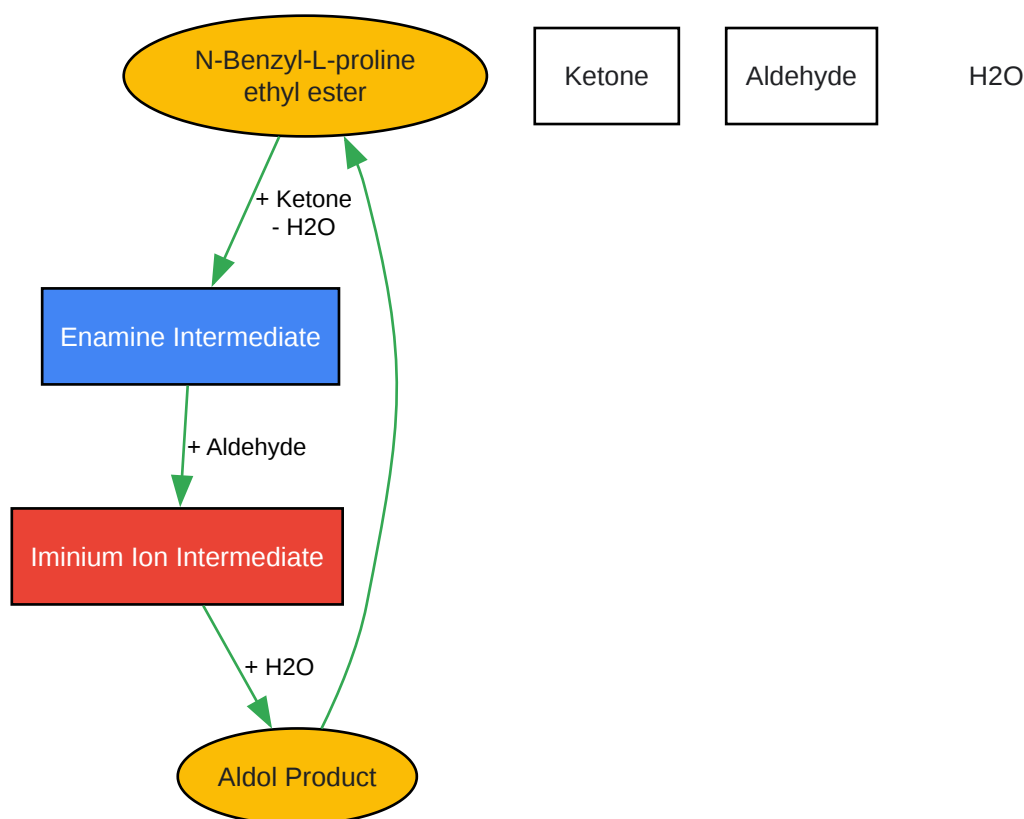 N-Benzyl-L-proline
ethyl ester
Ketone
Aldehyde
H2O
+ Ketone
- H2O
Enamine Intermediate
+ Aldehyde
Iminium Ion Intermediate
+ H2O
Aldol Product